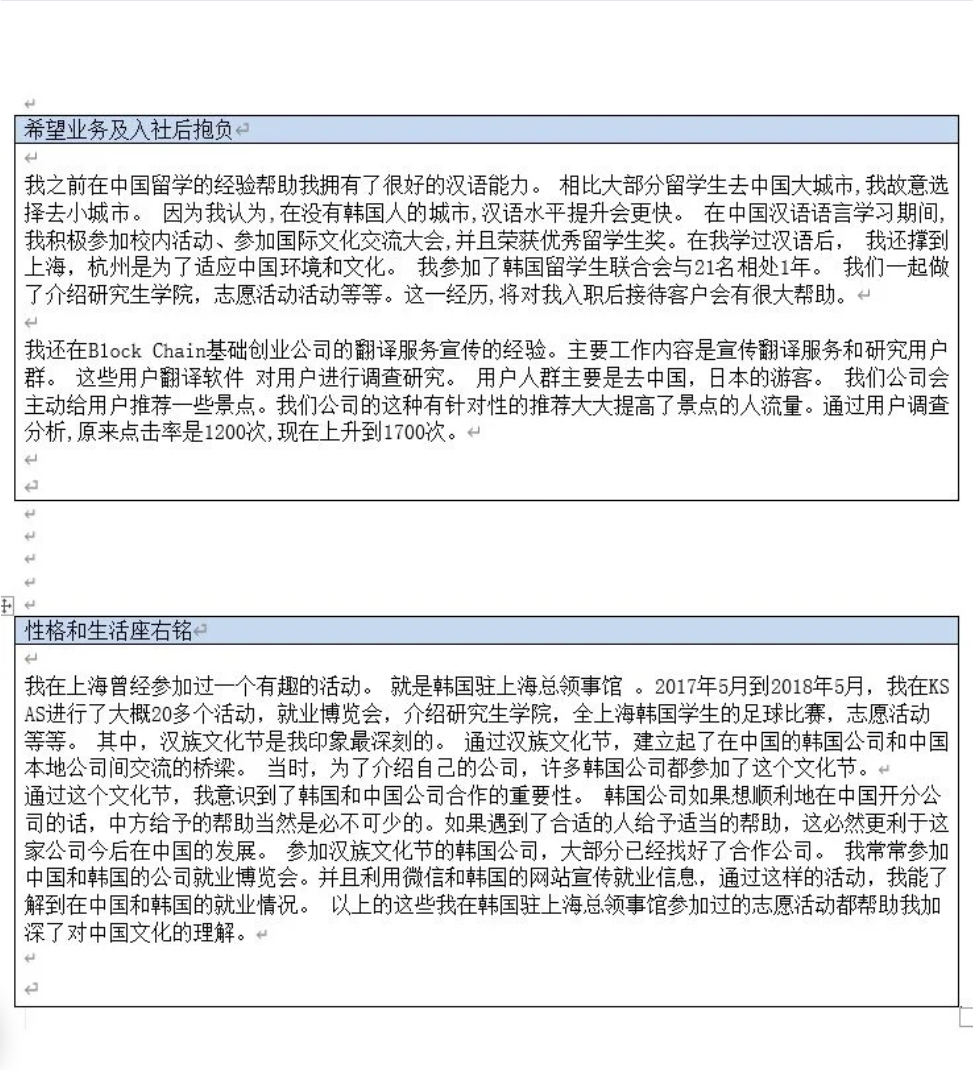 希望业务及入社后抱负
我之前在中国留学的经验帮助我拥有了很好的汉语能力。 相比大部分留学生去中国大城市,我故意选
择去小城市。 因为我认为,在没有韩国人的城市,汉语水平提升会更快。 在中国汉语语言学习期间,
我积极参加校内活动、参加国际文化交流大会,并且荣获优秀留学生奖。在我学过汉语后， 我还撑到
上海，杭州是为了适应中国环境和文化。 我参加了韩国留学生联合会与21名相处1年。 我们一起做
了介绍研究生学院，志愿活动活动等等。这一经历,将对我入职后接待客户会有很大帮助。
我还在Block Chain基础创业公司的翻译服务宣传的经验。主要工作内容是宣传翻译服务和研究用户
群。 这些用户翻译软件 对用户进行调查研究。 用户人群主要是去中国，日本的游客。 我们公司会
主动给用户推荐一些景点。我们公司的这种有针对性的推荐大大提高了景点的人流量。通过用户调查
分析,原来点击率是1200次,现在上升到1700次。
性格和生活座右铭
我在上海曾经参加过一个有趣的活动。 就是韩国驻上海总领事馆 。2017年5月到2018年5月，我在KS
AS进行了大概20多个活动，就业博览会，介绍研究生学院，全上海韩国学生的足球比赛，志愿活动
等等。 其中，汉族文化节是我印象最深刻的。 通过汉族文化节，建立起了在中国的韩国公司和中国
本地公司间交流的桥梁。 当时，为了介绍自己的公司，许多韩国公司都参加了这个文化节。
通过这个文化节，我意识到了韩国和中国公司合作的重要性。 韩国公司如果想顺利地在中国开分公
司的话，中方给予的帮助当然是必不可少的。如果遇到了合适的人给予适当的帮助，这必然更利于这
家公司今后在中国的发展。 参加汉族文化节的韩国公司，大部分已经找好了合作公司。 我常常参加
中国和韩国的公司就业博览会。并且利用微信和韩国的网站宣传就业信息，通过这样的活动，我能了
解到在中国和韩国的就业情况。 以上的这些我在韩国驻上海总领事馆参加过的志愿活动都帮助我加
深了对中国文化的理解。